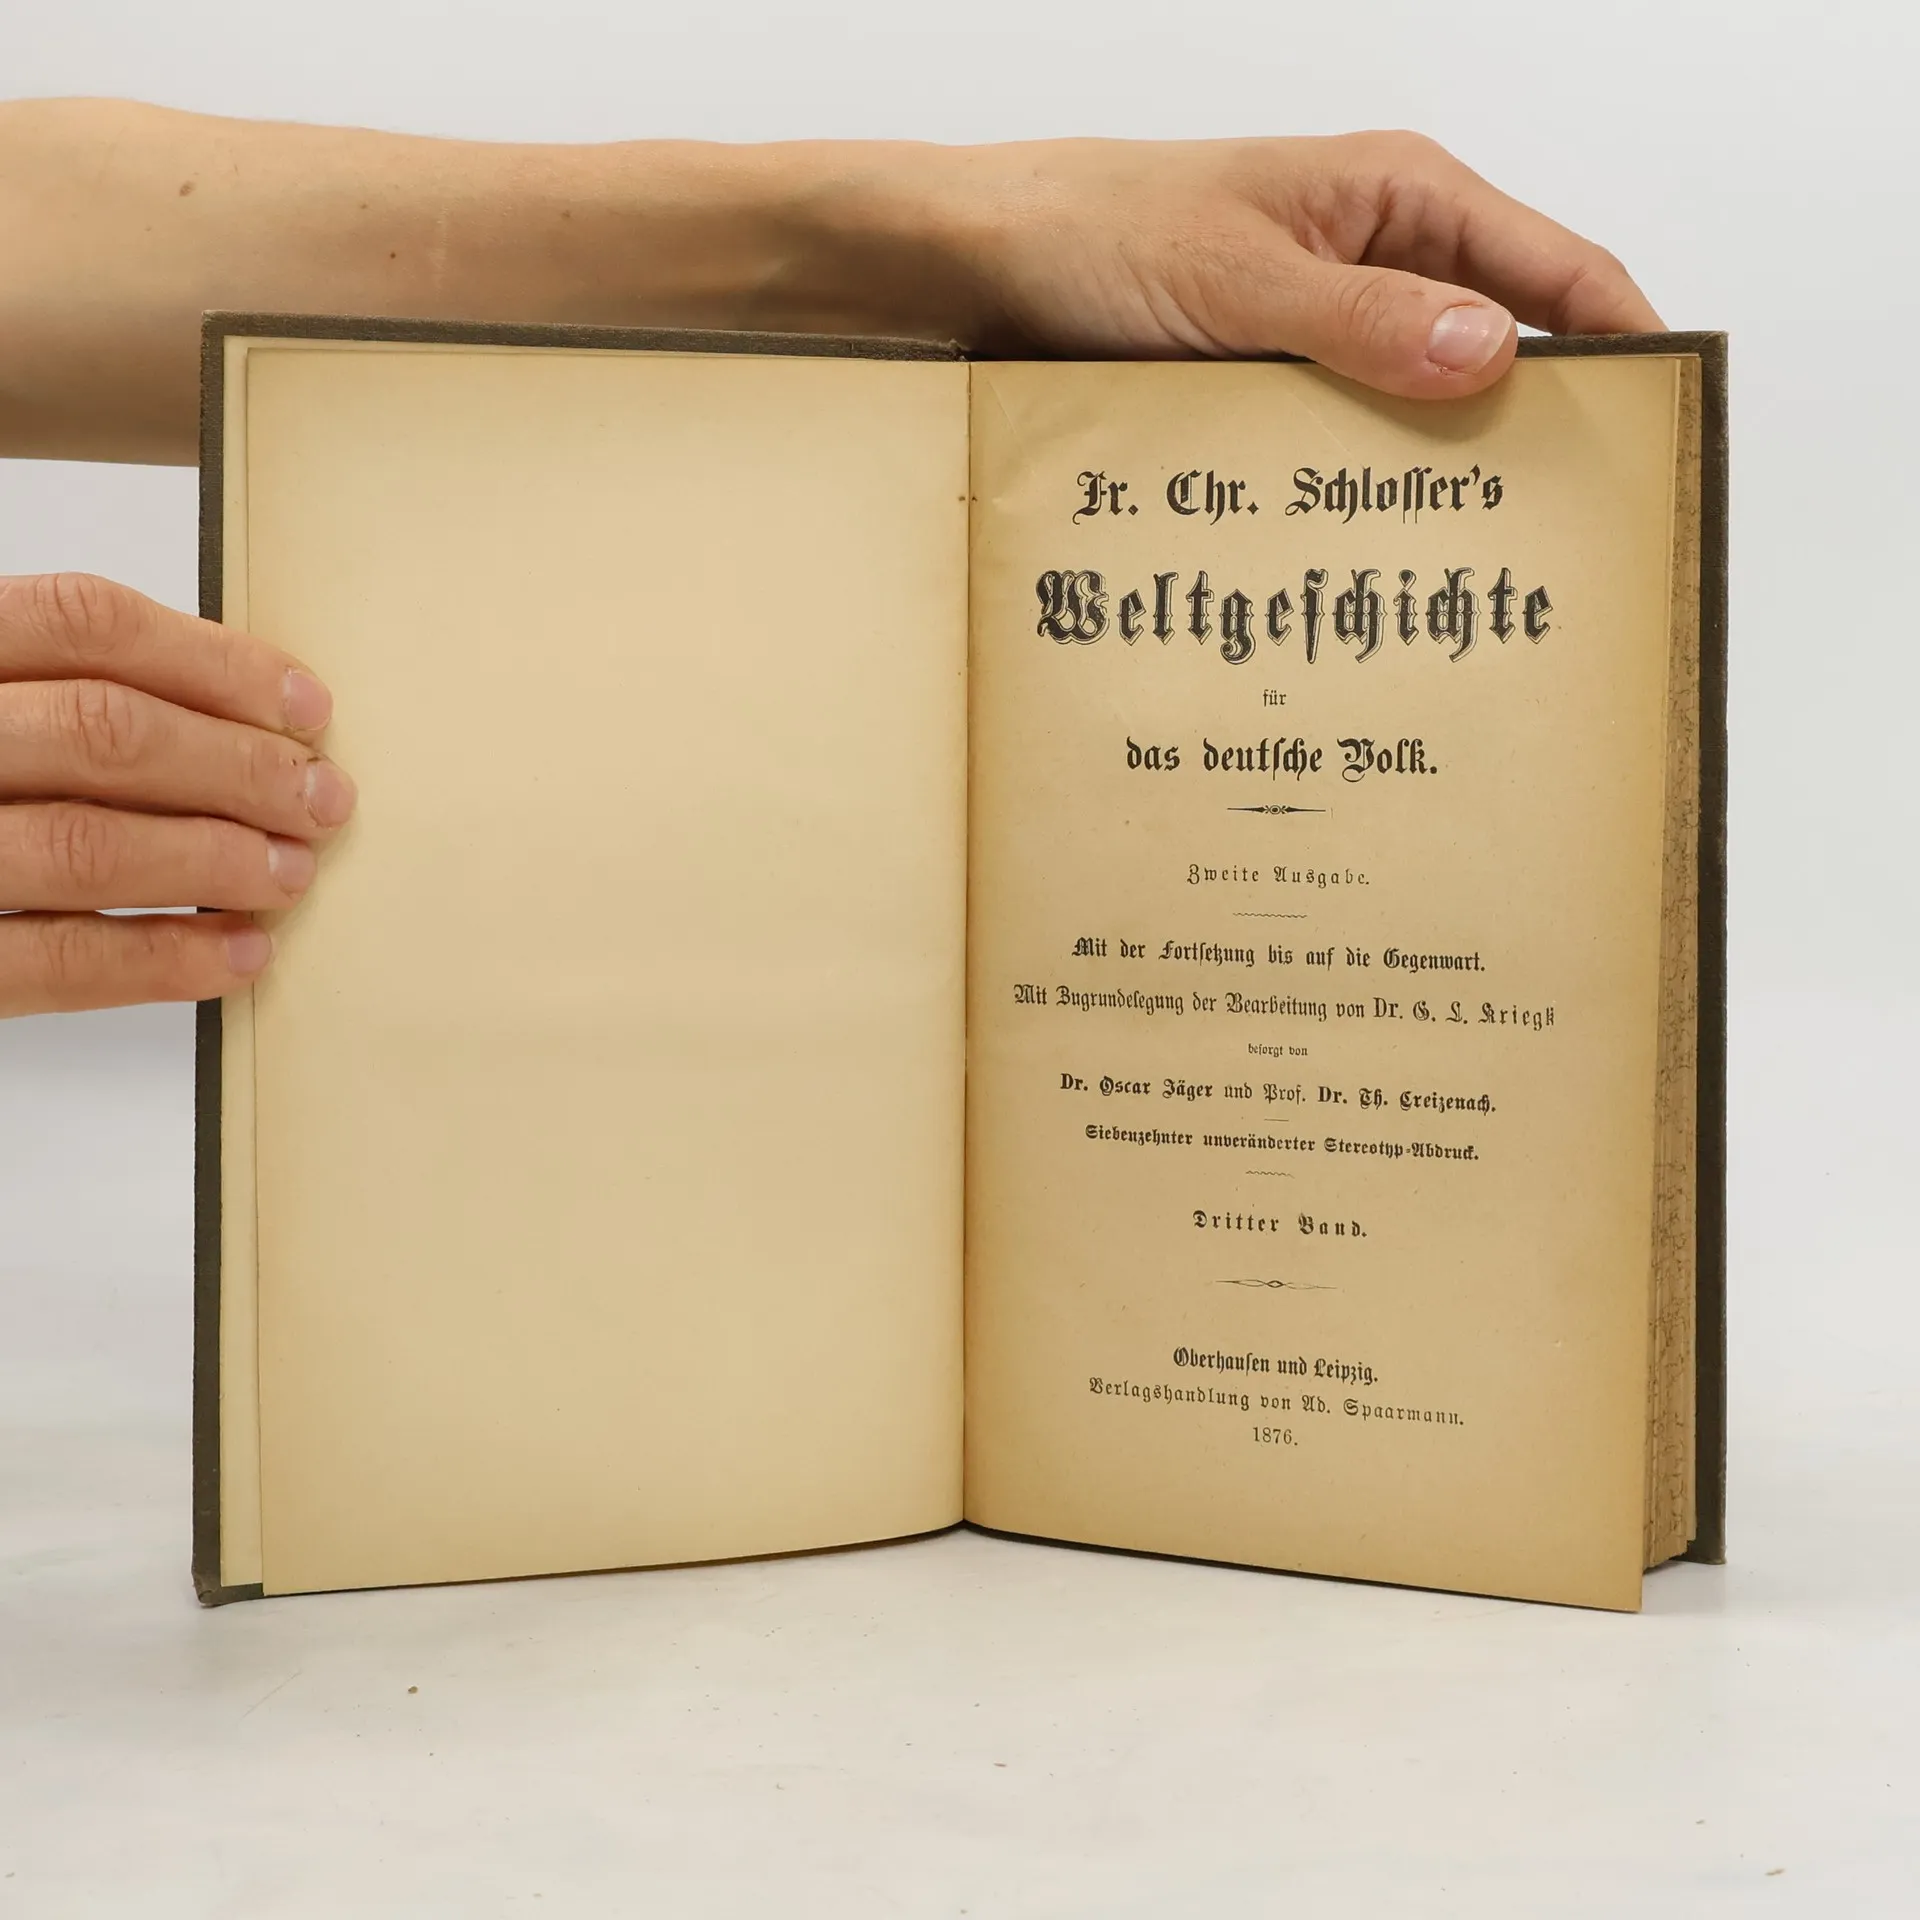 Fr. Chr. Schloſſer's
Weltgeſchichte
für
das deutſche Volk.
Zweite Ausgabe.
Mit der Fortſetzung bis auf die Gegenwart.
Mit Zugrundelegung der Bearbeitung von Dr. G. L. Kriegk
beſorgt von
Dr. Oscar Jäger und Prof. Dr. Th. Creizenach.
Siebenzehnter unveränderter Stereotyp-Abdruck.
Dritter Band.
Oberhauſen und Leipzig.
Verlagshandlung von Ad. Spaarmann.
1876.